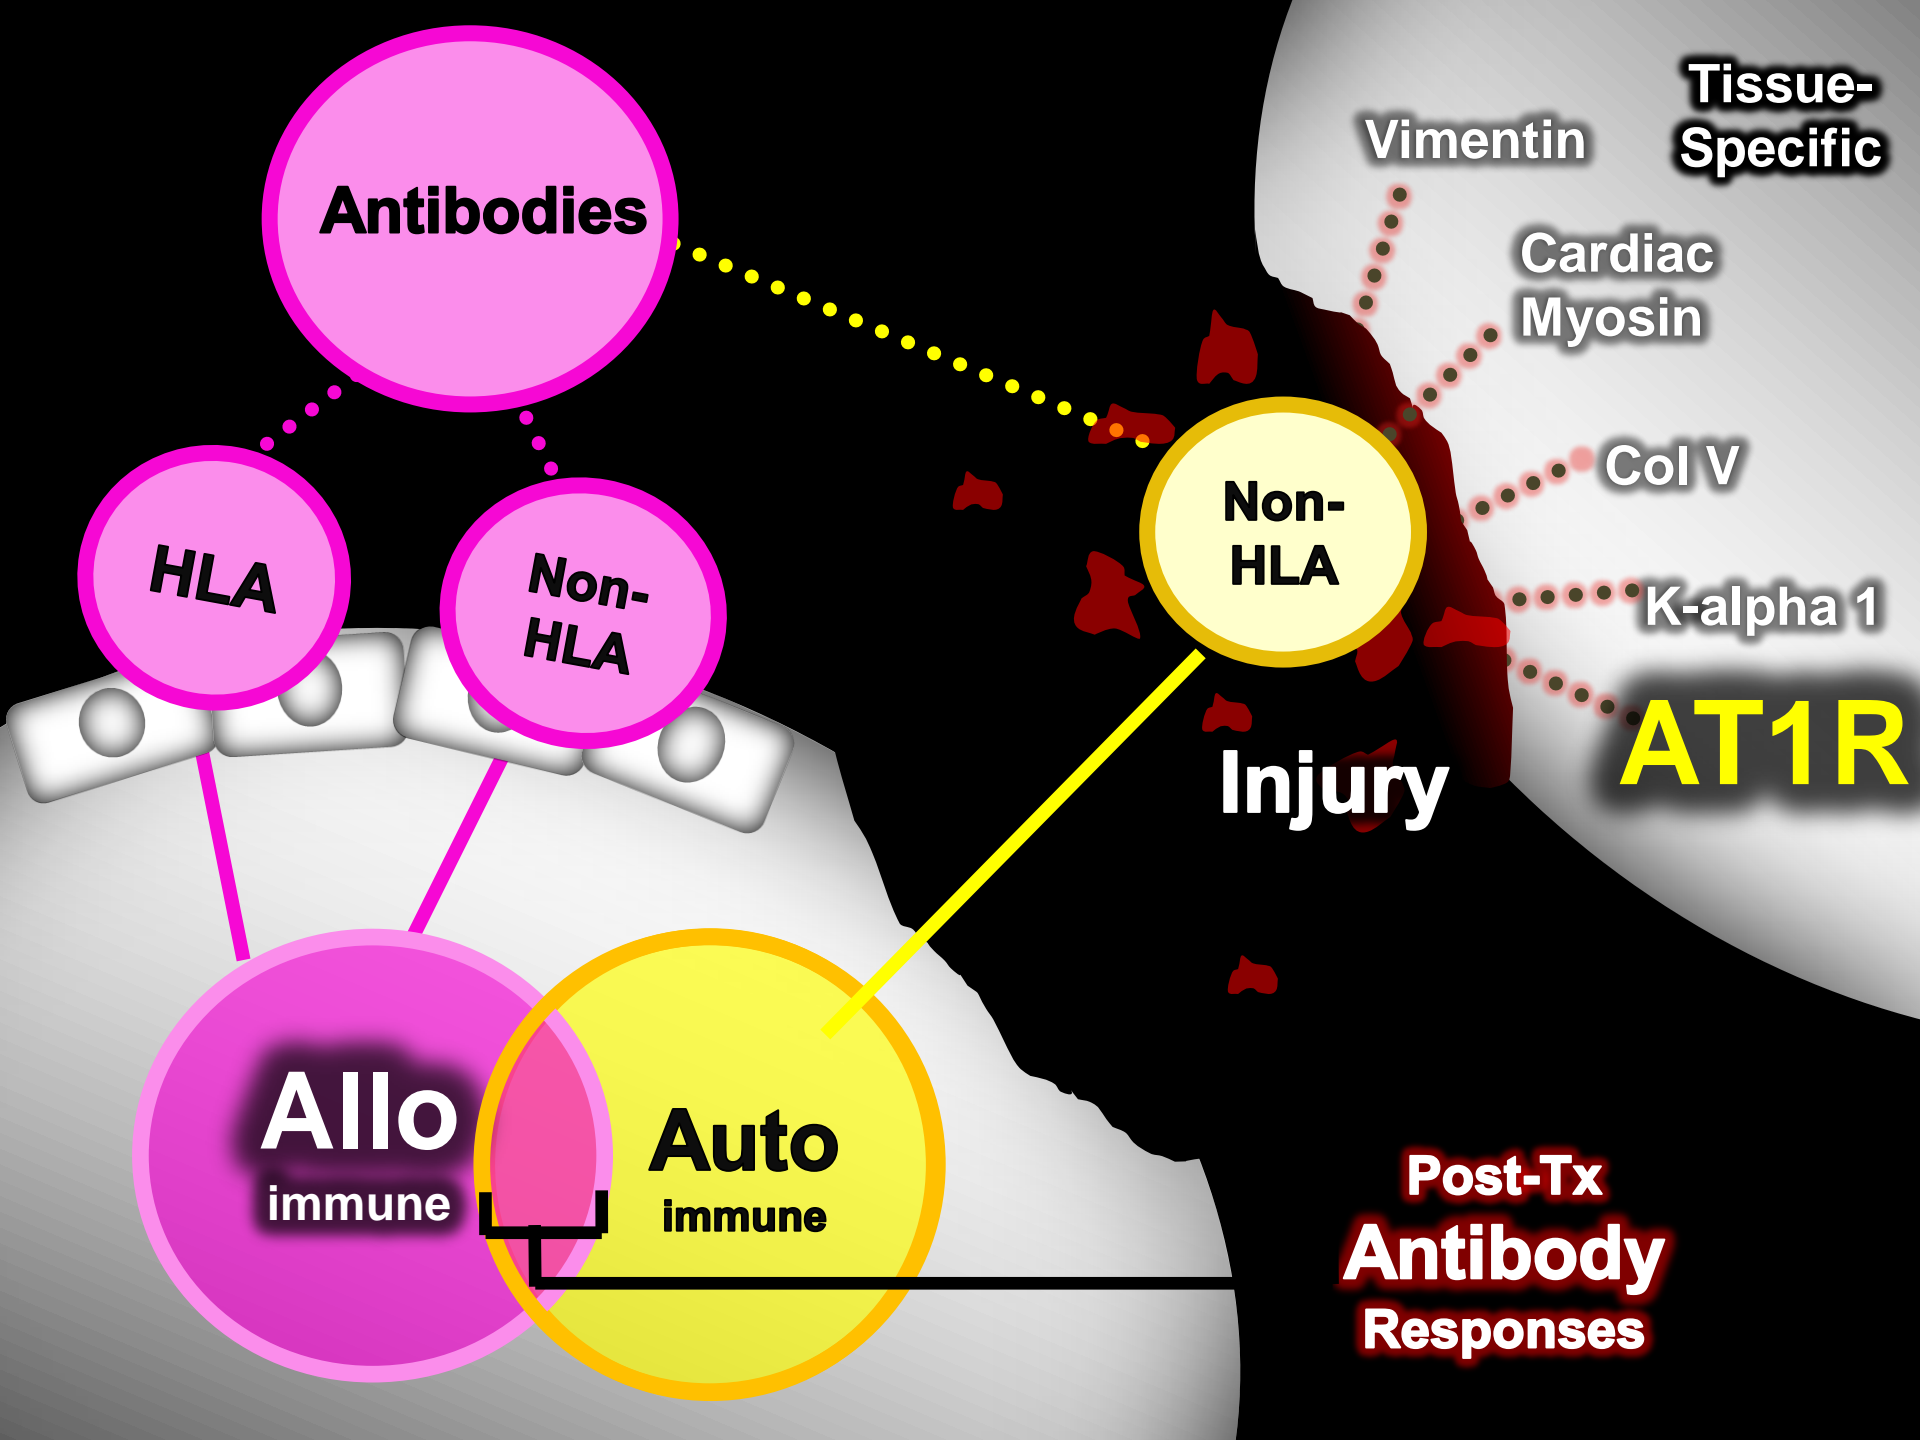 Antibodies
HLA
Non-
HLA
Non-
HLA
Tissue-
Specific
Vimentin
Cardiac
Myosin
Col V
K-alpha 1
AT1R
Injury
Allo
immune
Auto
immune
Post-Tx
Antibody
Responses